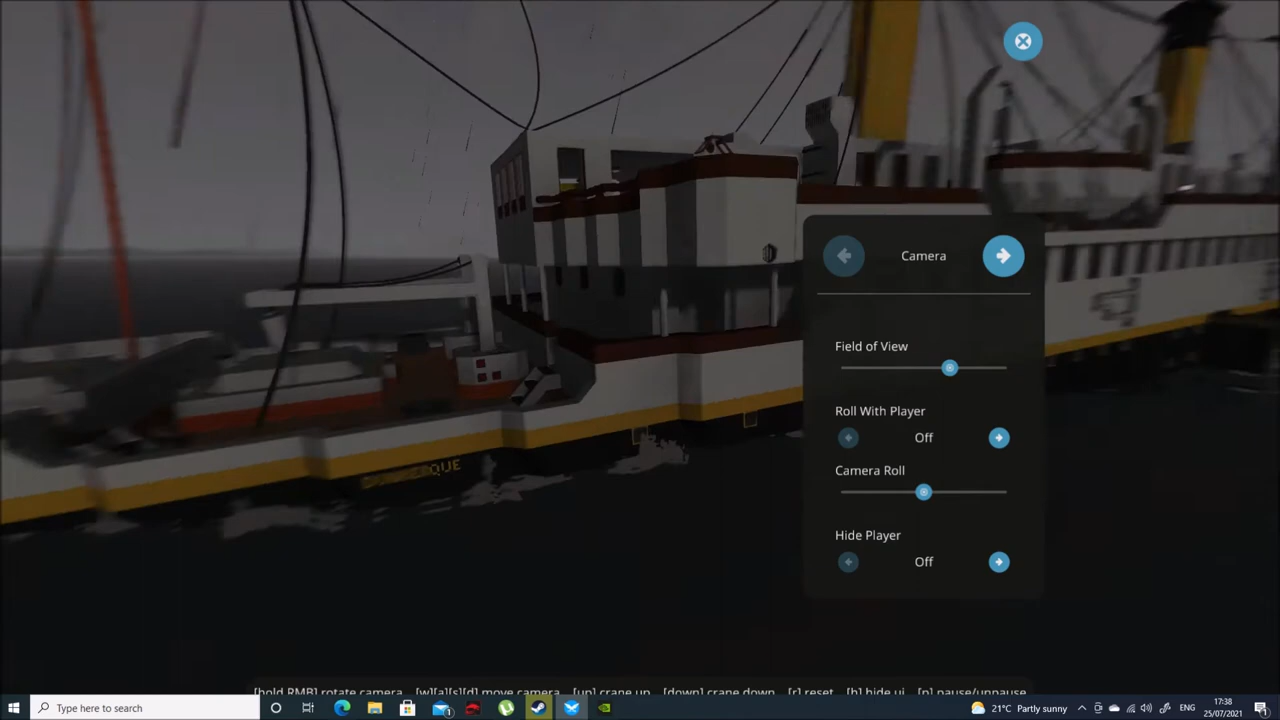 Camera
Field of View
Roll With Player
Off
Camera Roll
Hide Player
Off
[hold RMB] rotate camera [w][a][s][d] move camera [up] crane up [down] crane down [r] reset [h] hide ui [p] pause/unpause
Type here to search
1
21°C Partly sunny
ENG
17:38
25/07/2021
1